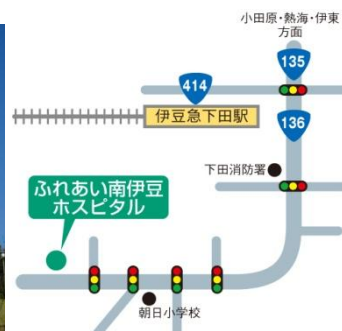 小田原・熱海・伊東
方面
135
414
伊豆急下田駅
136
下田消防署
ふれあい南伊豆
ホスピタル
朝日小学校